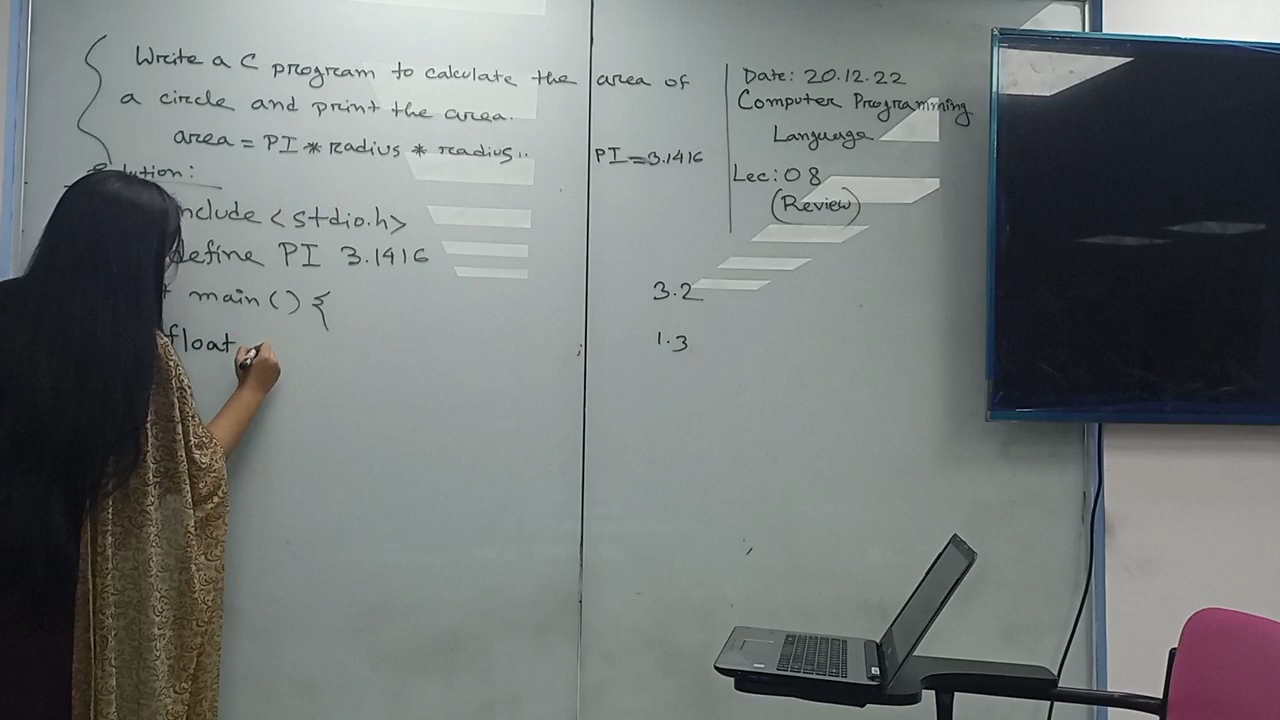 Write a C program to calculate the area of
a circle and print the area.
area = PI * radius * radius..
PI=3.1416
lution:
nclude <stdio.h>
define PI 3.1416
t main() {
float
3.2
1.3
Date: 20.12.22
Computer Programming
Languarge
Lec: 08
(Review)